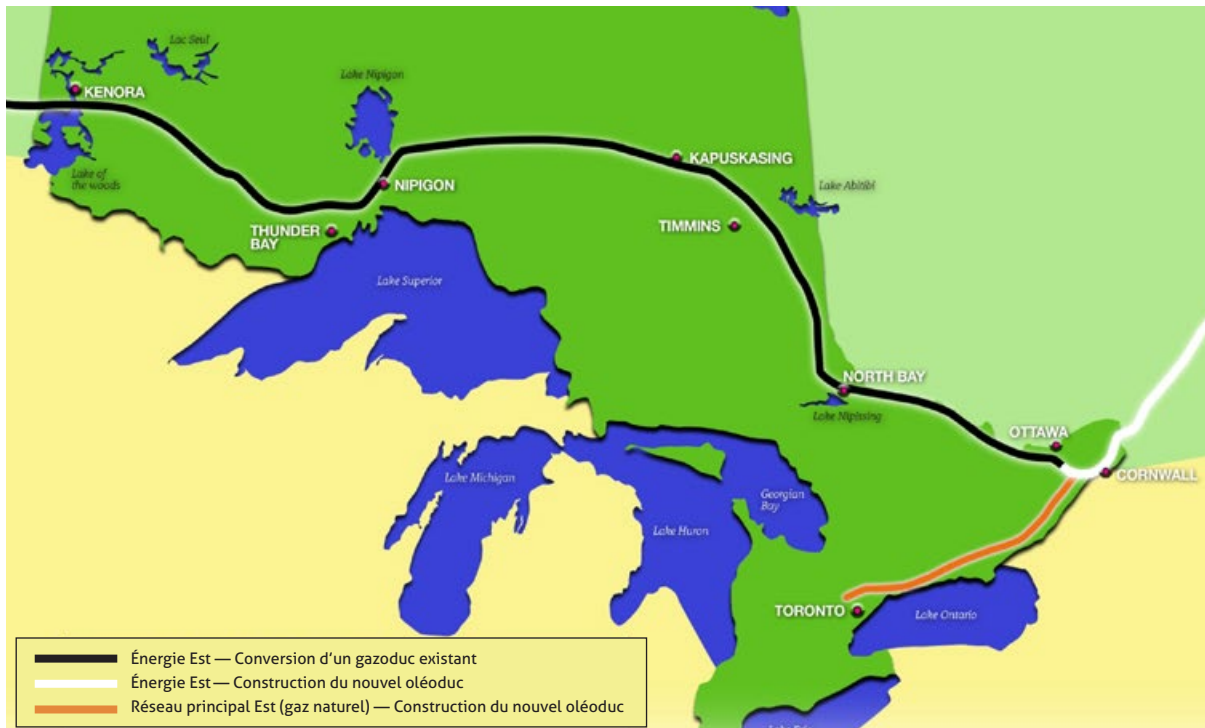 Lac Seul
KENORA
Lake Nipigon
Lake of
the woods
NIPIGON
THUNDER
BAY
KAPUSKASING
Lake Abitibi
TIMMINS
Lake Superior
NORTH BAY
Lake Nipissing
OTTAWA
CORNWALL
Lake Michigan
Georgian
Bay
Lake Huron
TORONTO
Lake Ontario
Énergie Est — Conversion d'un gazoduc existant
Énergie Est — Construction du nouvel oléoduc
Réseau principal Est (gaz naturel) — Construction du nouvel oléoduc